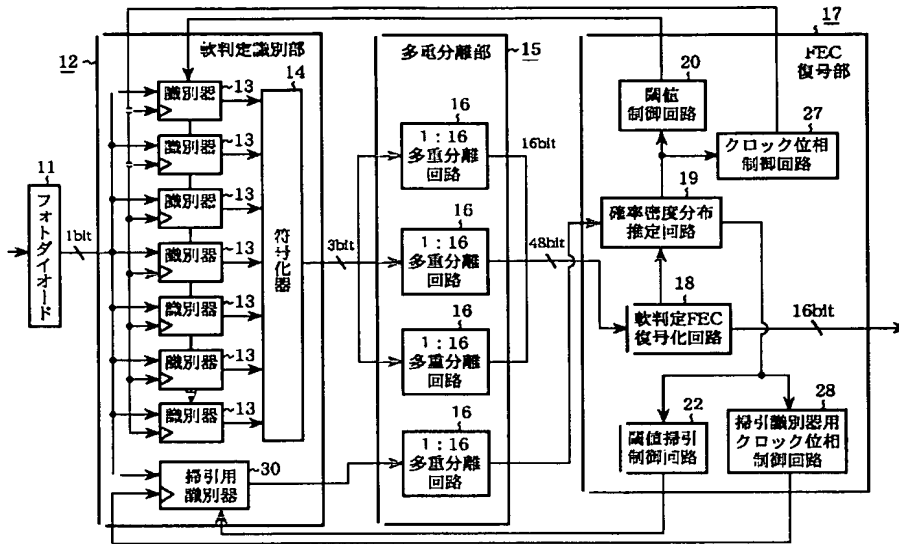 12
軟判定識別部
識別器
13
識別器
13
識別器
13
識別器
13
識別器
13
識別器
13
識別器
13
掃引用
識別器
30
14
符号化器
11
フォトダイオード
1bit
3bit
多重分離部
15
16
1:16
多重分離
回路
16
1:16
多重分離
回路
16
1:16
多重分離
回路
16
1:16
多重分離
回路
16bit
48bit
17
FEC
復号部
20
閾値
制御回路
27
クロック位相
制御回路
19
確率密度分布
推定回路
18
軟判定FEC
復号化回路
16bit
22
閾値掃引
制御回路
28
掃引識別器用
クロック位相
制御回路